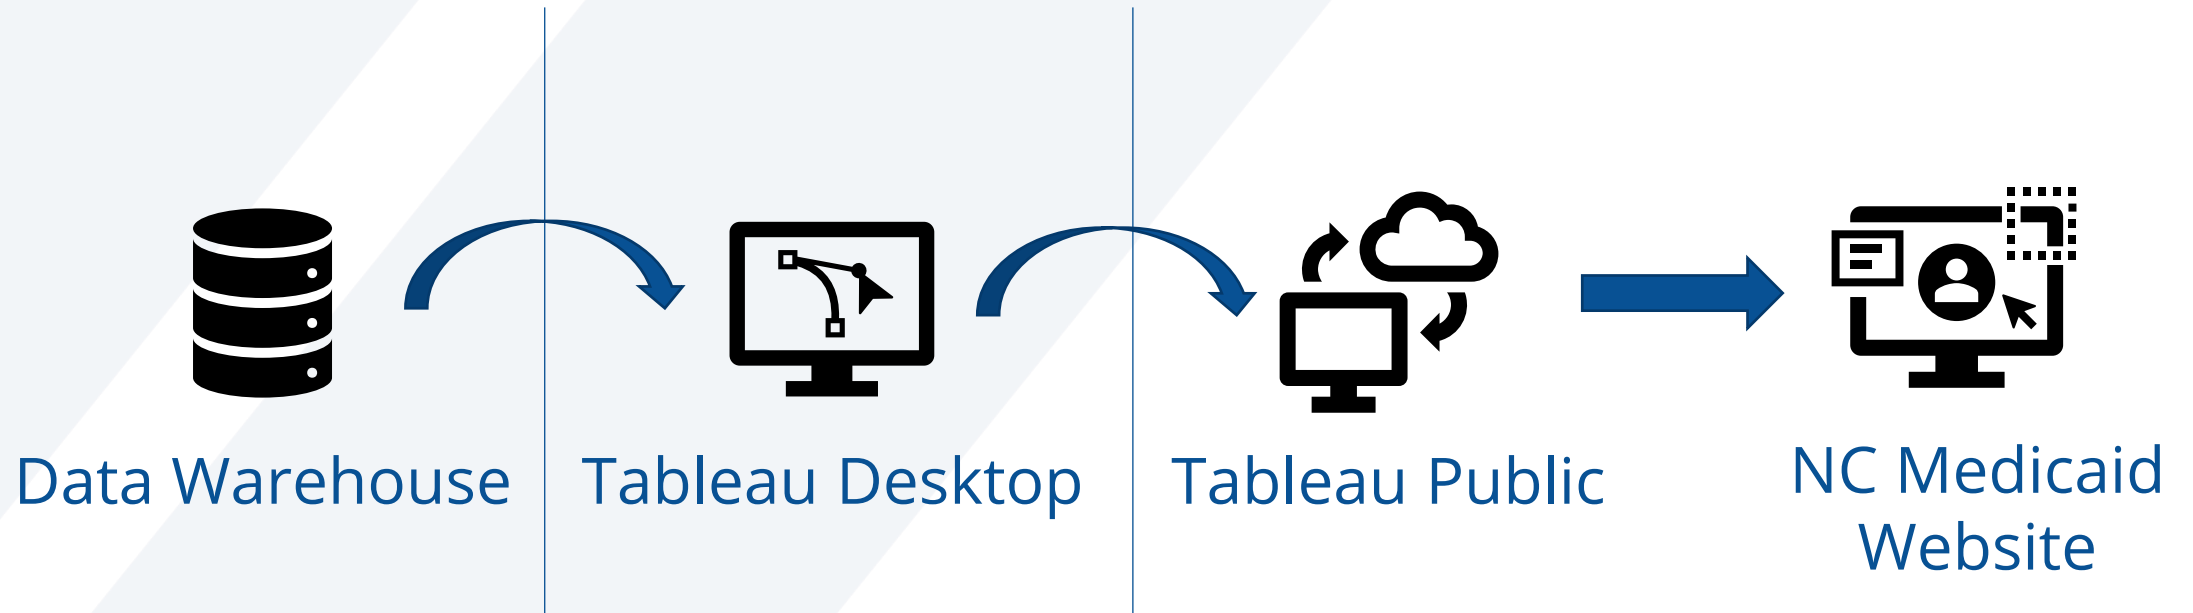 Data Warehouse
Tableau Desktop
Tableau Public
NC Medicaid
Website